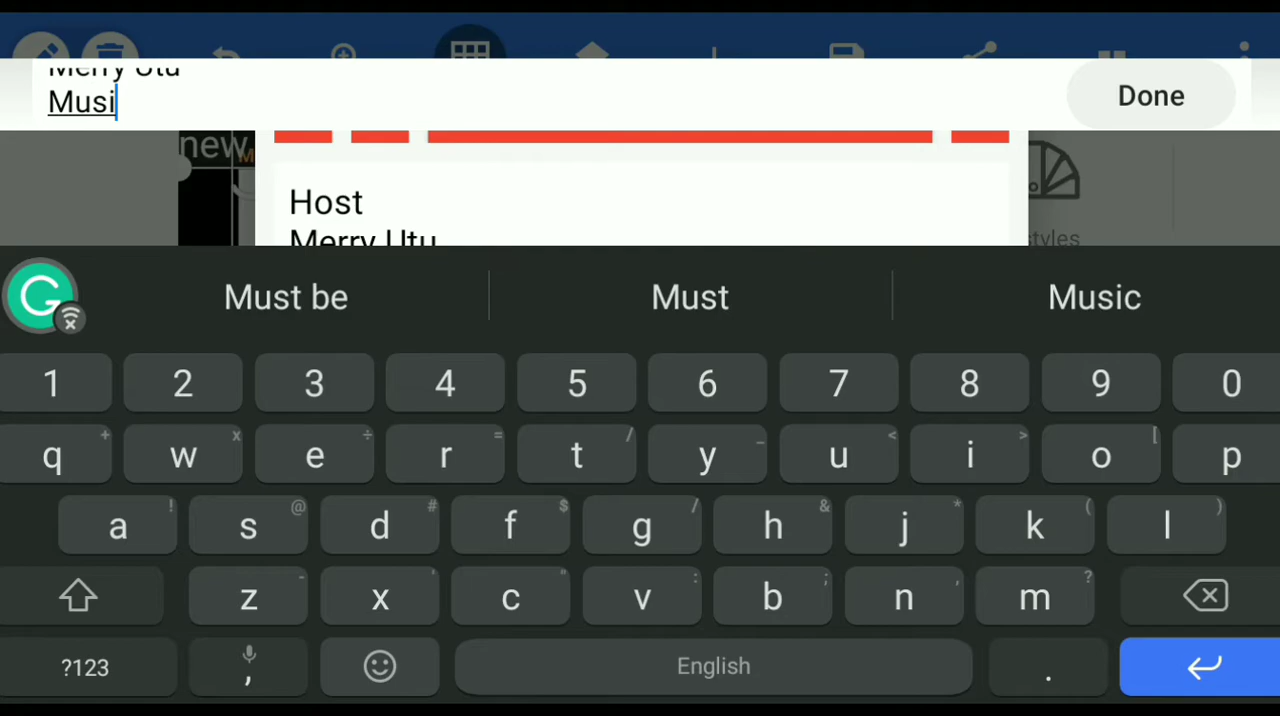 Merry Utu
Musi
Done
new
M
Host
Merry Utu
styles
Must be
Must
Music
1 2 3 4 5 6 7 8 9 0
q + w x e ÷ r = t / y _ u < i > o [ p
a ! s @ d # f $ g / h & j * k ( l )
z - x ' c " v : b ; n , m ?
?123 , English .